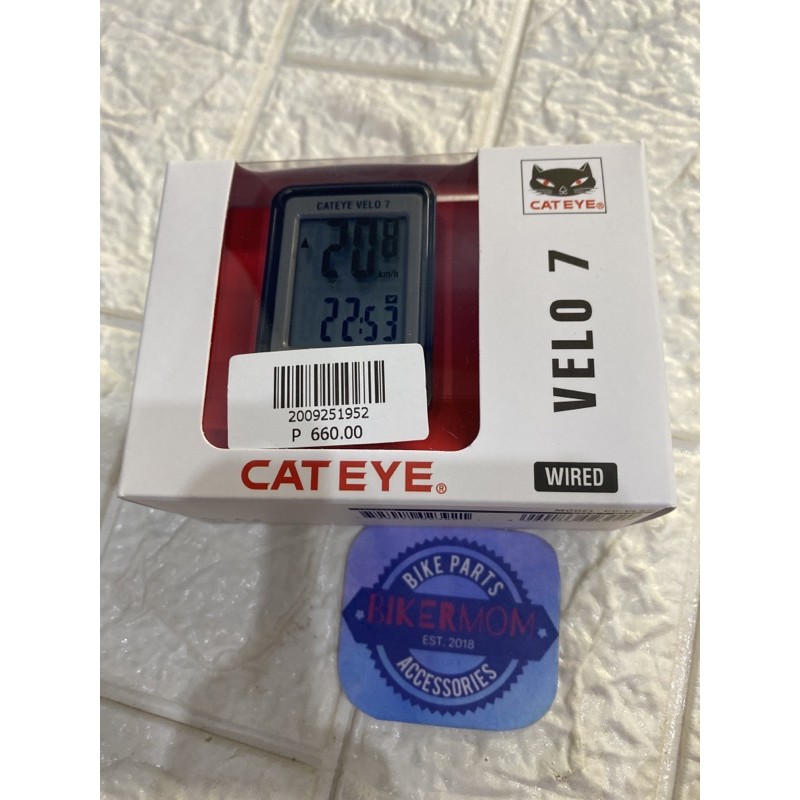 CATEYE®
VELO 7
CATEYE VELO 7
20.8
km/h
22:53
2009251952
P 660.00
CATEYE®
WIRED
BIKE PARTS
BIKERMOM
EST. 2018
ACCESSORIES